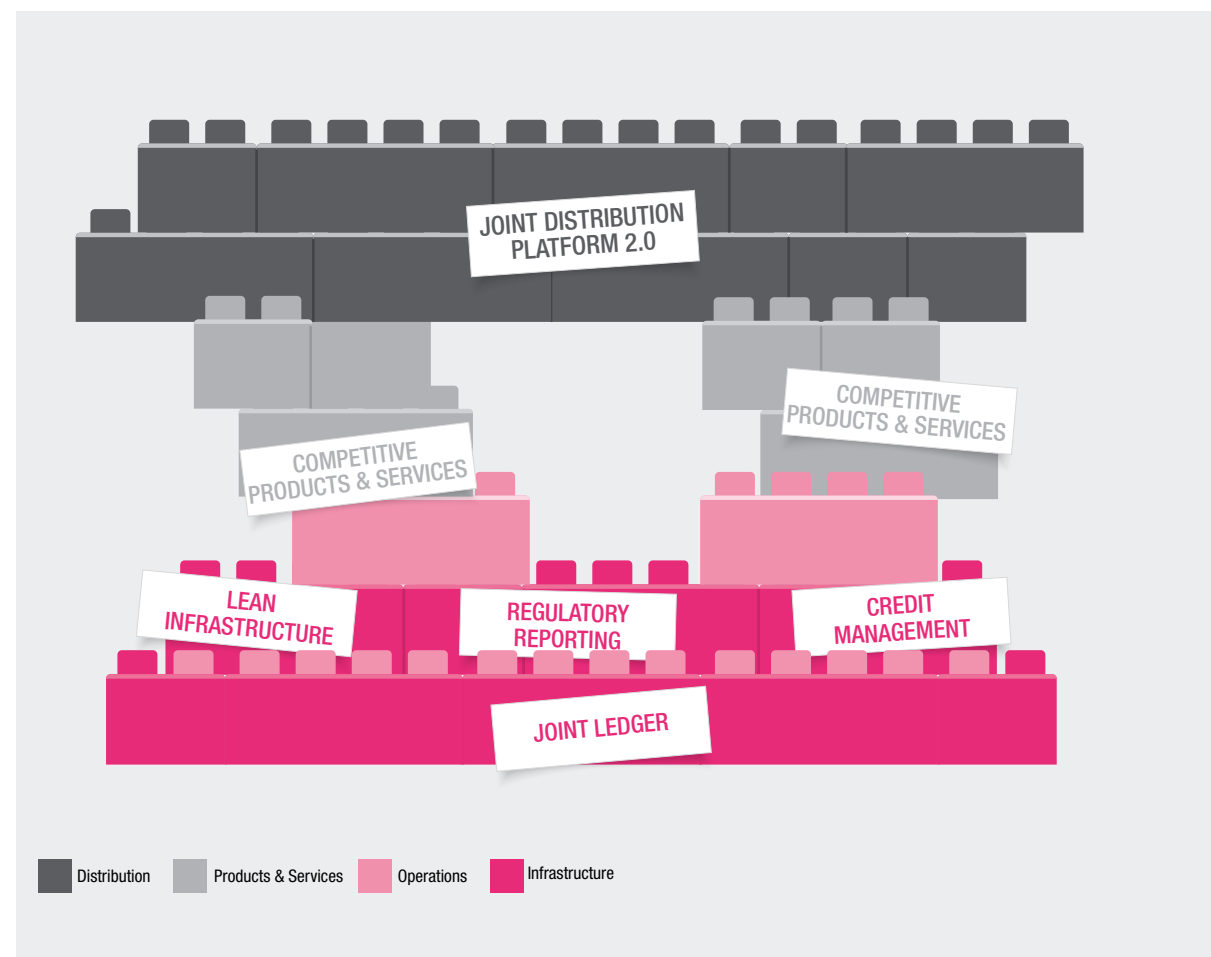 JOINT DISTRIBUTION
PLATFORM 2.0
COMPETITIVE
PRODUCTS & SERVICES
COMPETITIVE
PRODUCTS & SERVICES
LEAN
INFRASTRUCTURE
REGULATORY
REPORTING
CREDIT
MANAGEMENT
JOINT LEDGER
Distribution
Products & Services
Operations
Infrastructure